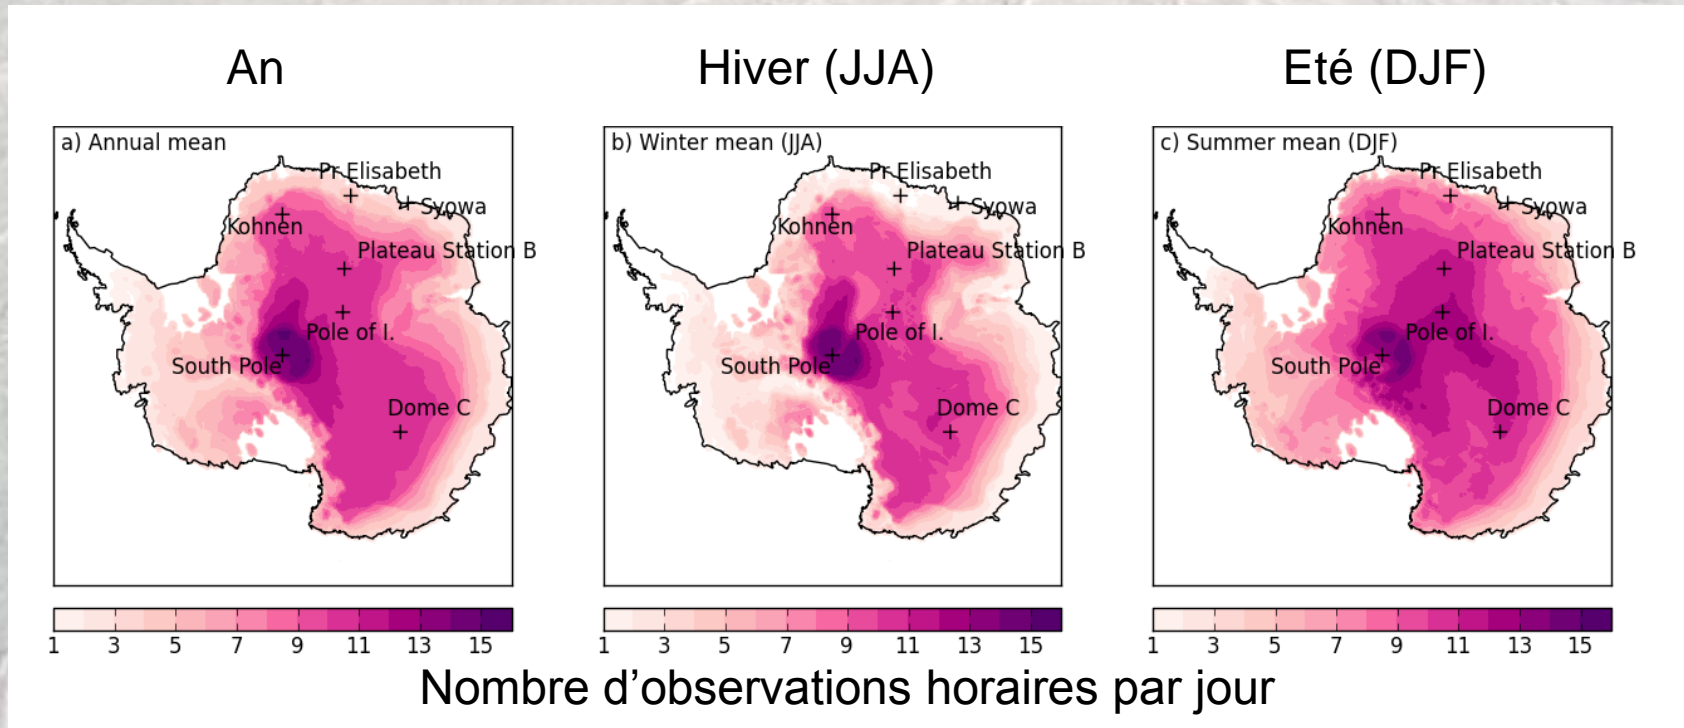 An
Hiver (JJA)
Eté (DJF)
a) Annual mean
Pr Elisabeth
Syowa
Kohnen
Plateau Station B
Pole of I.
South Pole
Dome C
1 3 5 7 9 11 13 15
b) Winter mean (JJA)
Pr Elisabeth
Syowa
Kohnen
Plateau Station B
Pole of I.
South Pole
Dome C
1 3 5 7 9 11 13 15
c) Summer mean (DJF)
Pr Elisabeth
Syowa
Kohnen
Plateau Station B
Pole of I.
South Pole
Dome C
1 3 5 7 9 11 13 15
Nombre d’observations horaires par jour